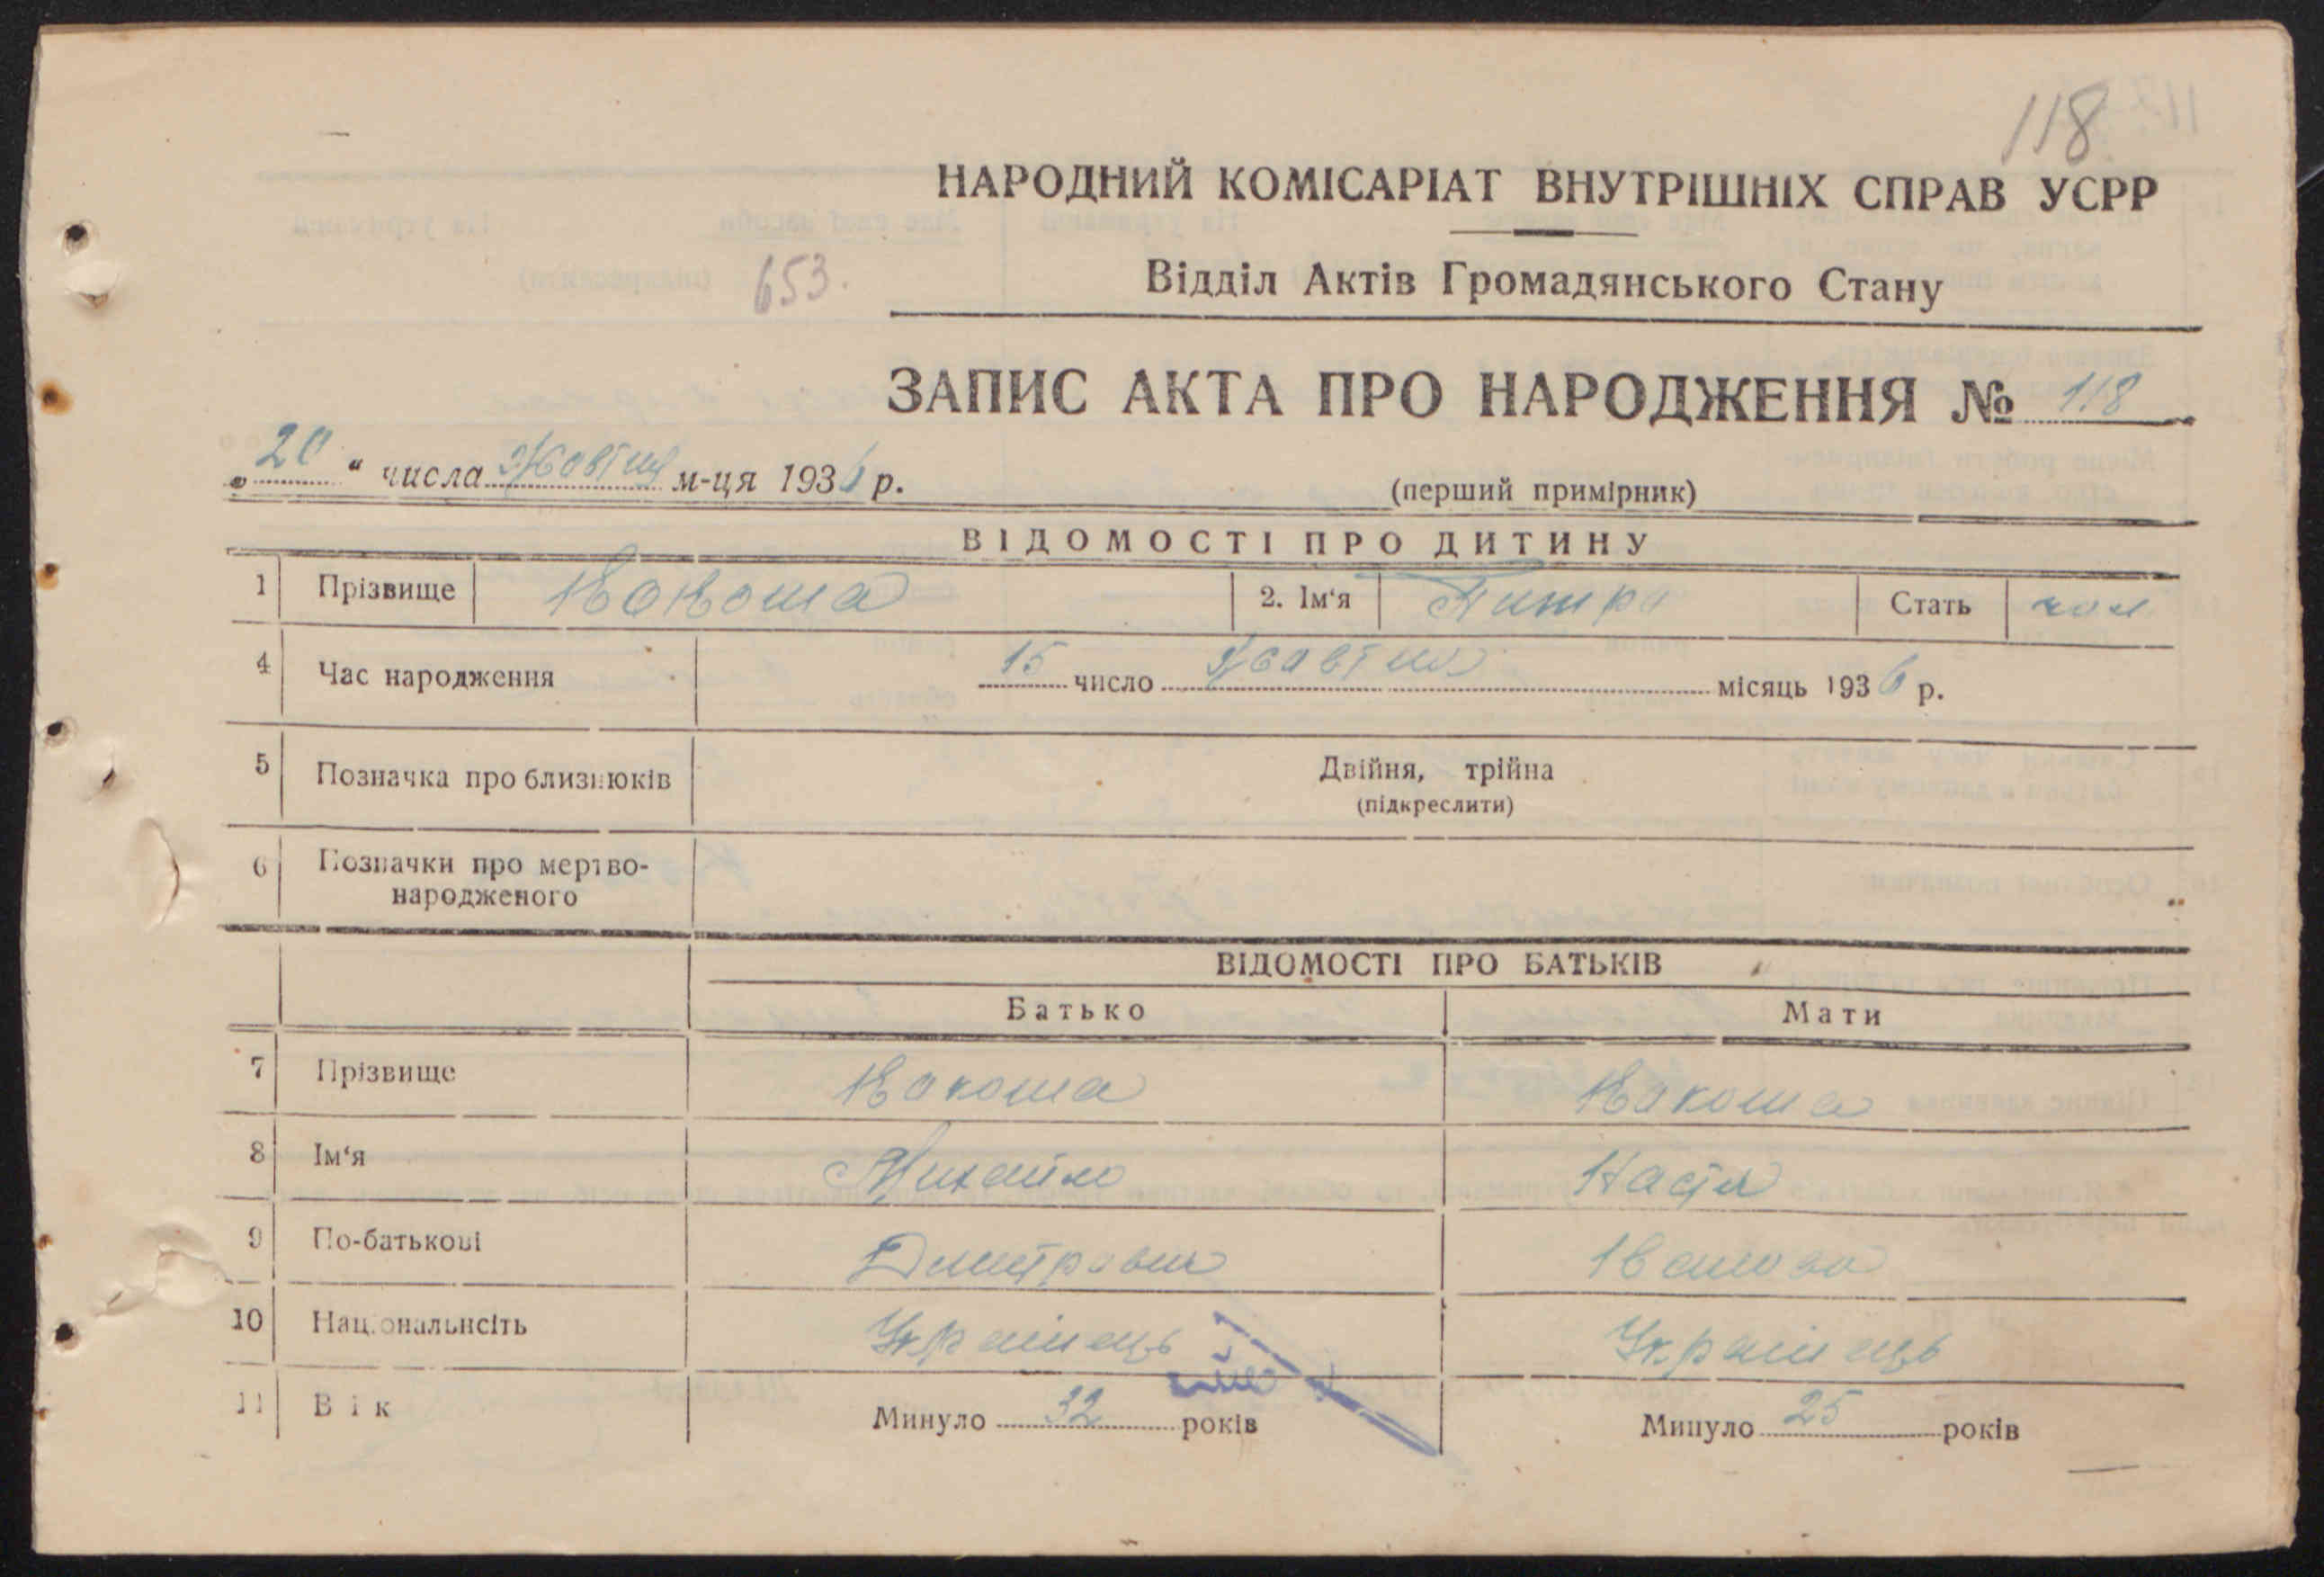 118
НАРОДНИЙ КОМІСАРІАТ ВНУТРІШНІХ СПРАВ УСРР
653.
Відділ Актів Громадянського Стану
ЗАПИС АКТА ПРО НАРОДЖЕННЯ № 118
„20“ числа Жовтня м-ця 1936 р.
(перший примірник)
ВІДОМОСТІ ПРО ДИТИНУ
1 Прізвище Кокоша 2. Ім‘я Питро Стать чол
4 Час народження 15 число Жовтня місяць 1936 р.
5 Позначка про близнюків Двійня, трійна
(підкреслити)
6 Позначки про мертво-
народженого
ВІДОМОСТІ ПРО БАТЬКІВ
Батько Мати
7 Прізвище Кокоша Кокоша
8 Ім‘я Михайло Настя
9 По-батькові Дмитрович Іванова
10 Національнсіть Українець Українець
11 Вік Минуло 32 років Минуло 25 років